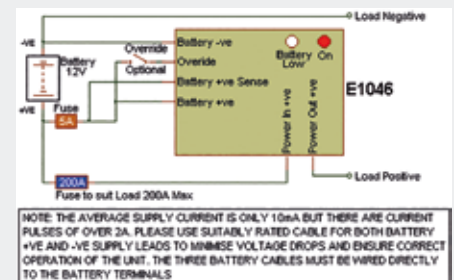 Load Negative
-VE
Battery -ve
Override
Battery Low
On
Battery 12V
Overide
Optional
Battery +ve Sense
E1046
+VE
Fuse
Battery +ve
5A
Power In +ve
Power Out +ve
200A
Load Positive
Fuse to suit Load 200A Max
NOTE: THE AVERAGE SUPPLY CURRENT IS ONLY 10mA BUT THERE ARE CURRENT
PULSES OF OVER 2A. PLEASE USE SUITABLY RATED CABLE FOR BOTH BATTERY
+VE AND -VE SUPPLY LEADS TO MINIMISE VOLTAGE DROPS AND ENSURE CORRECT
OPERATION OF THE UNIT. THE THREE BATTERY CABLES MUST BE WIRED DIRECTLY
TO THE BATTERY TERMINALS